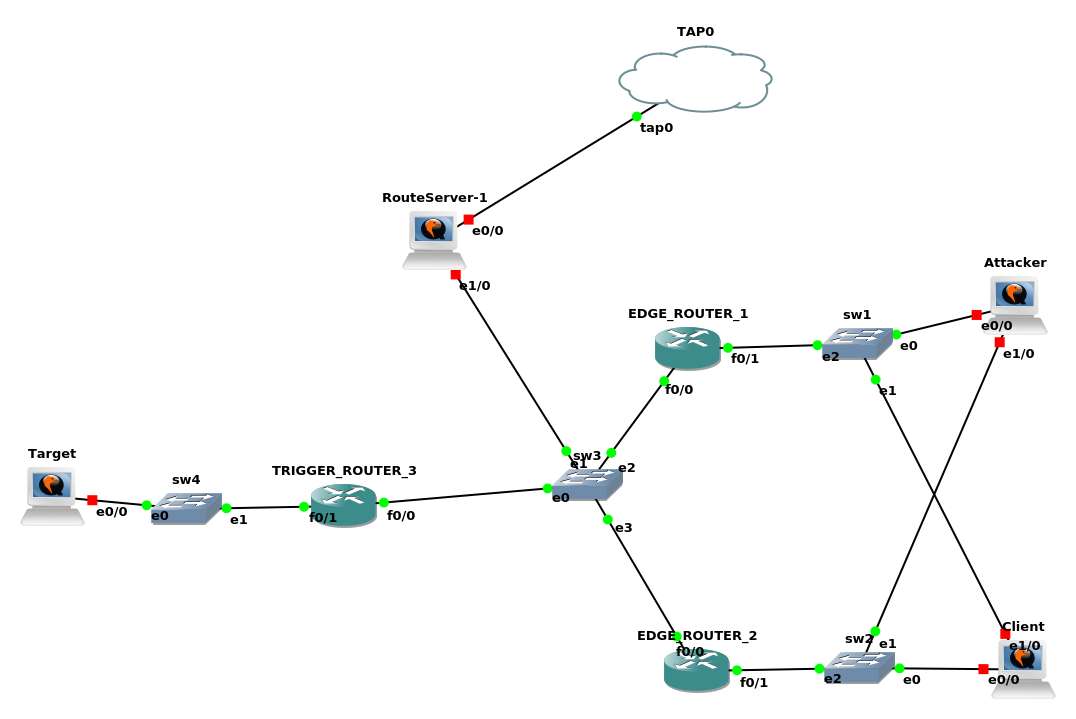 TAP0
tap0
RouteServer-1
e0/0
e1/0
Attacker
e0/0
e1/0
EDGE_ROUTER_1
f0/1
f0/0
sw1
e2
e0
e1
Target
e0/0
sw4
e0
e1
TRIGGER_ROUTER_3
f0/1
f0/0
sw3
e1
e2
e0
e3
EDGE_ROUTER_2
f0/0
f0/1
sw2
e1
e2
e0
Client
e1/0
e0/0